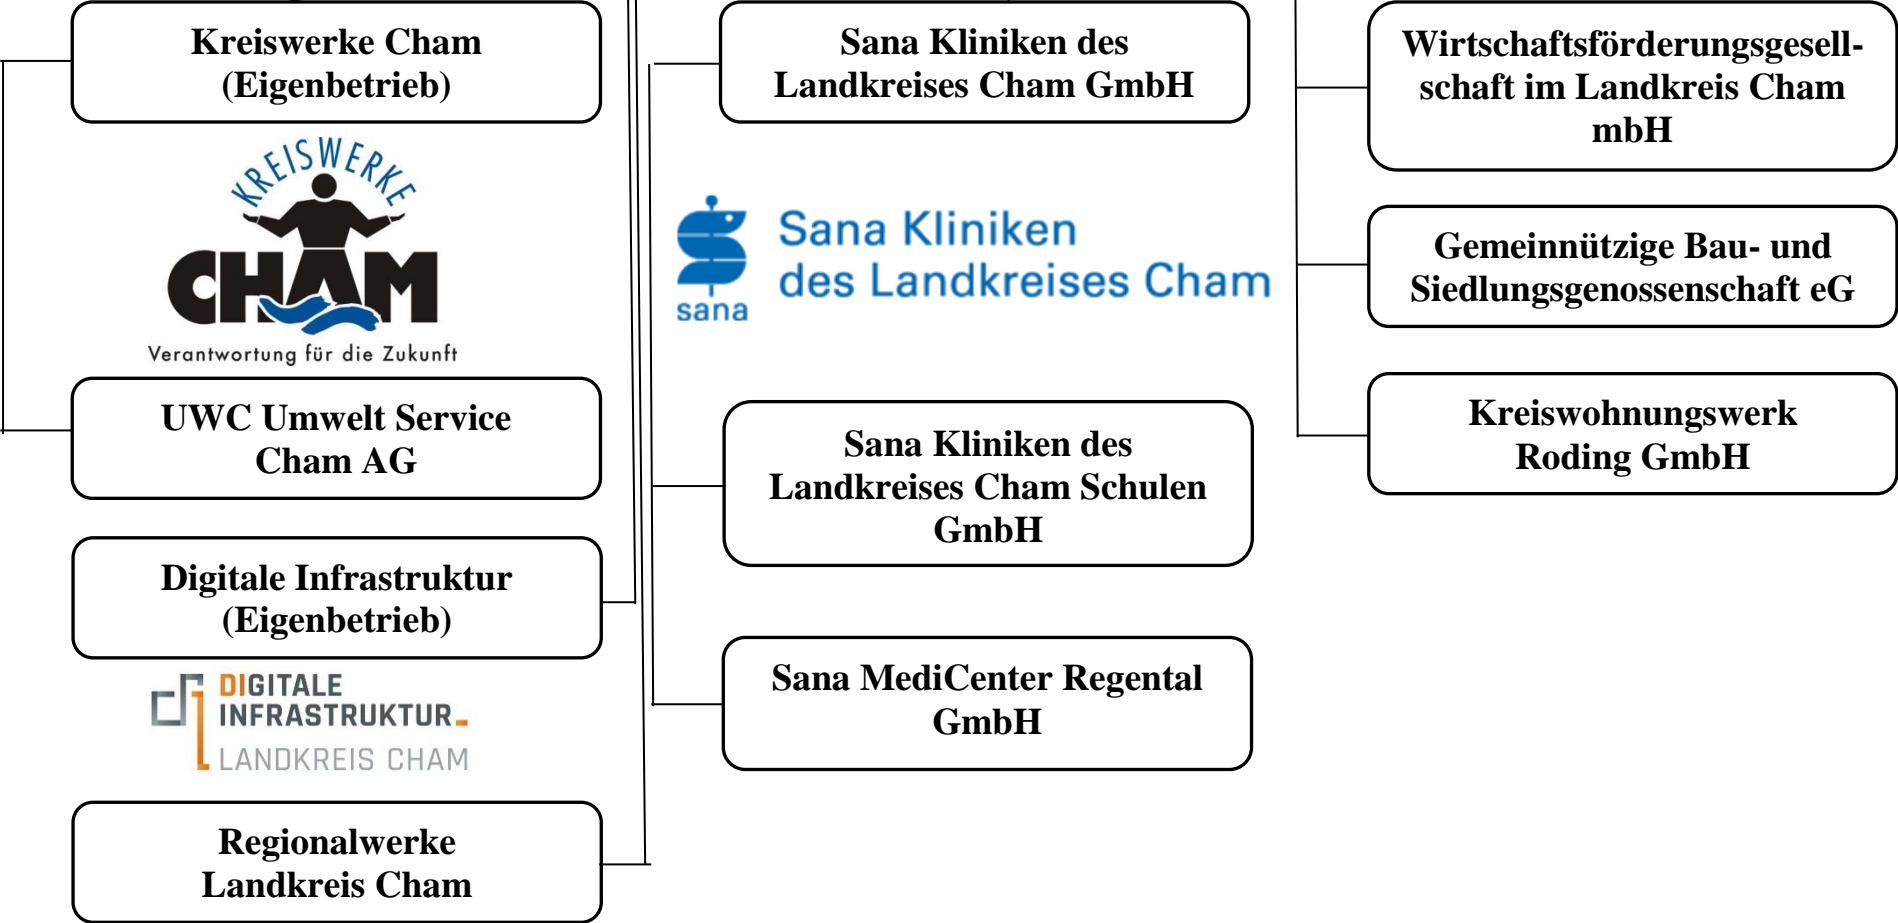 Kreiswerke Cham
(Eigenbetrieb)
KREISWERKE
CHAM
Verantwortung für die Zukunft
UWC Umwelt Service
Cham AG
Digitale Infrastruktur
(Eigenbetrieb)
DIGITALE
INFRASTRUKTUR_
LANDKREIS CHAM
Regionalwerke
Landkreis Cham
Sana Kliniken des
Landkreises Cham GmbH
Sana Kliniken
des Landkreises Cham
sana
Sana Kliniken des
Landkreises Cham Schulen
GmbH
Sana MediCenter Regental
GmbH
Wirtschaftsförderungsgesell-
schaft im Landkreis Cham
mbH
Gemeinnützige Bau- und
Siedlungsgenossenschaft eG
Kreiswohnungswerk
Roding GmbH